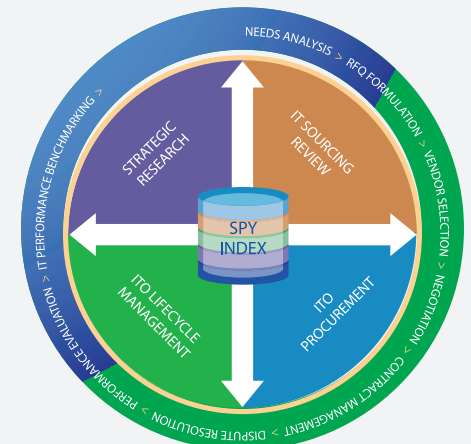 NEEDS ANALYSIS > RFQ FORMULATION > VENDOR SELECTION > NEGOTIATION > CONTRACT MANAGEMENT > DISPUTE RESOLUTION > PERFORMANCE EVALUATION > IT PERFORMANCE BENCHMARKING >
STRATEGIC
RESEARCH
IT SOURCING
REVIEW
SPY
INDEX
ITO LIFECYCLE
MANAGEMENT
ITO
PROCUREMENT